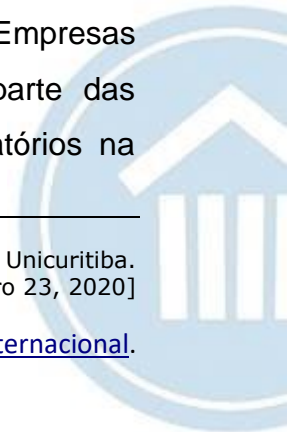 Empresas
parte das
atórios na
Unicuritiba.
ro 23, 2020]
ternacional.